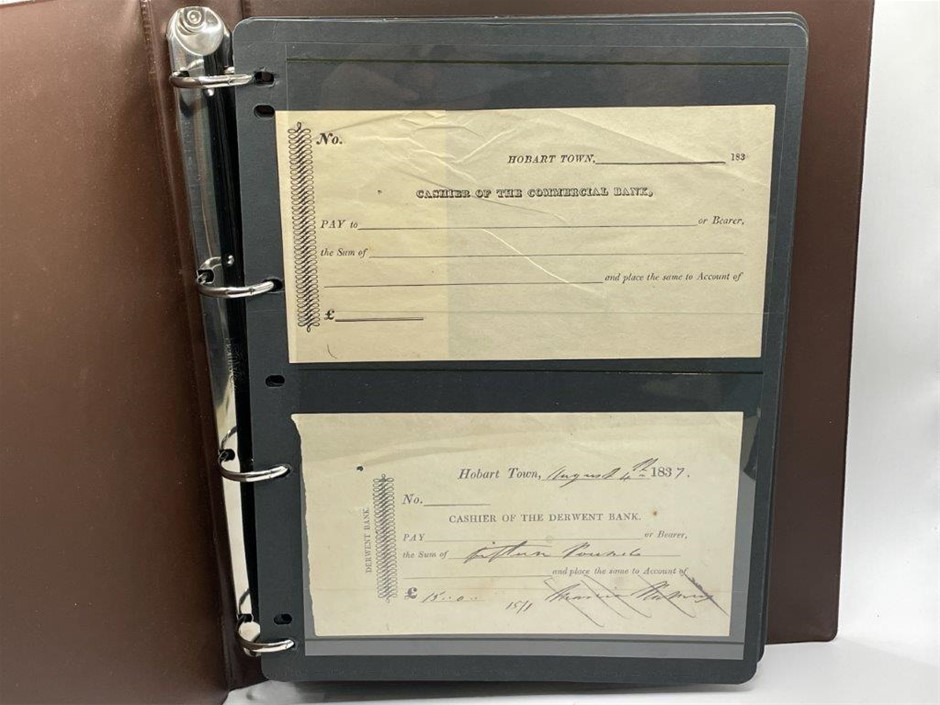 No.
HOBART TOWN, 183
CASHIER OF THE COMMERCIAL BANK,
PAY to or Bearer,
the Sum of
and place the same to Account of
£
Hobart Town, August 4th 1837.
No.
CASHIER OF THE DERWENT BANK.
DERWENT BANK
PAY or Bearer,
the Sum of fifteen Pounds
and place the same to Account of
£ 15..0..
15/1